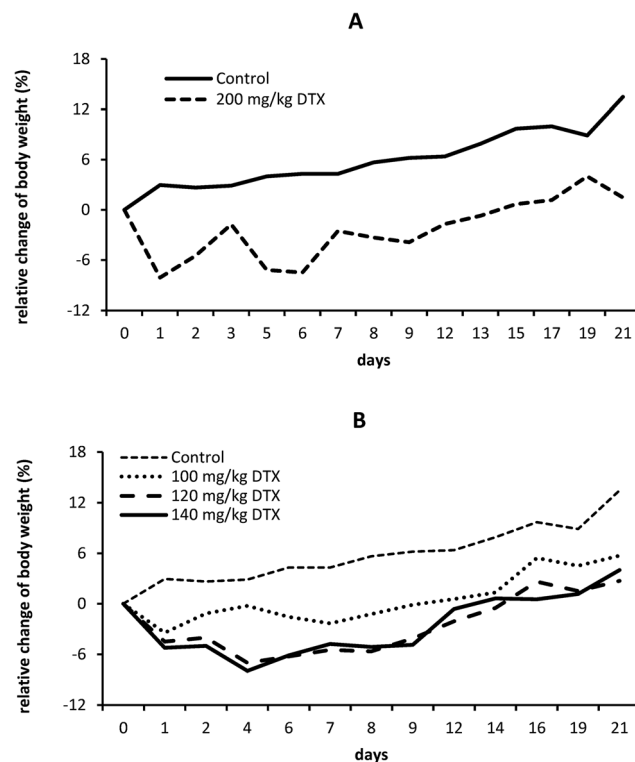 A
relative change of body weight (%)
18
12
6
0
-6
-12
Control
200 mg/kg DTX
0 1 2 3 5 6 7 8 9 12 13 15 17 19 21
days
B
relative change of body weight (%)
18
12
6
0
-6
-12
Control
100 mg/kg DTX
120 mg/kg DTX
140 mg/kg DTX
0 1 2 4 6 7 8 9 12 14 16 19 21
days